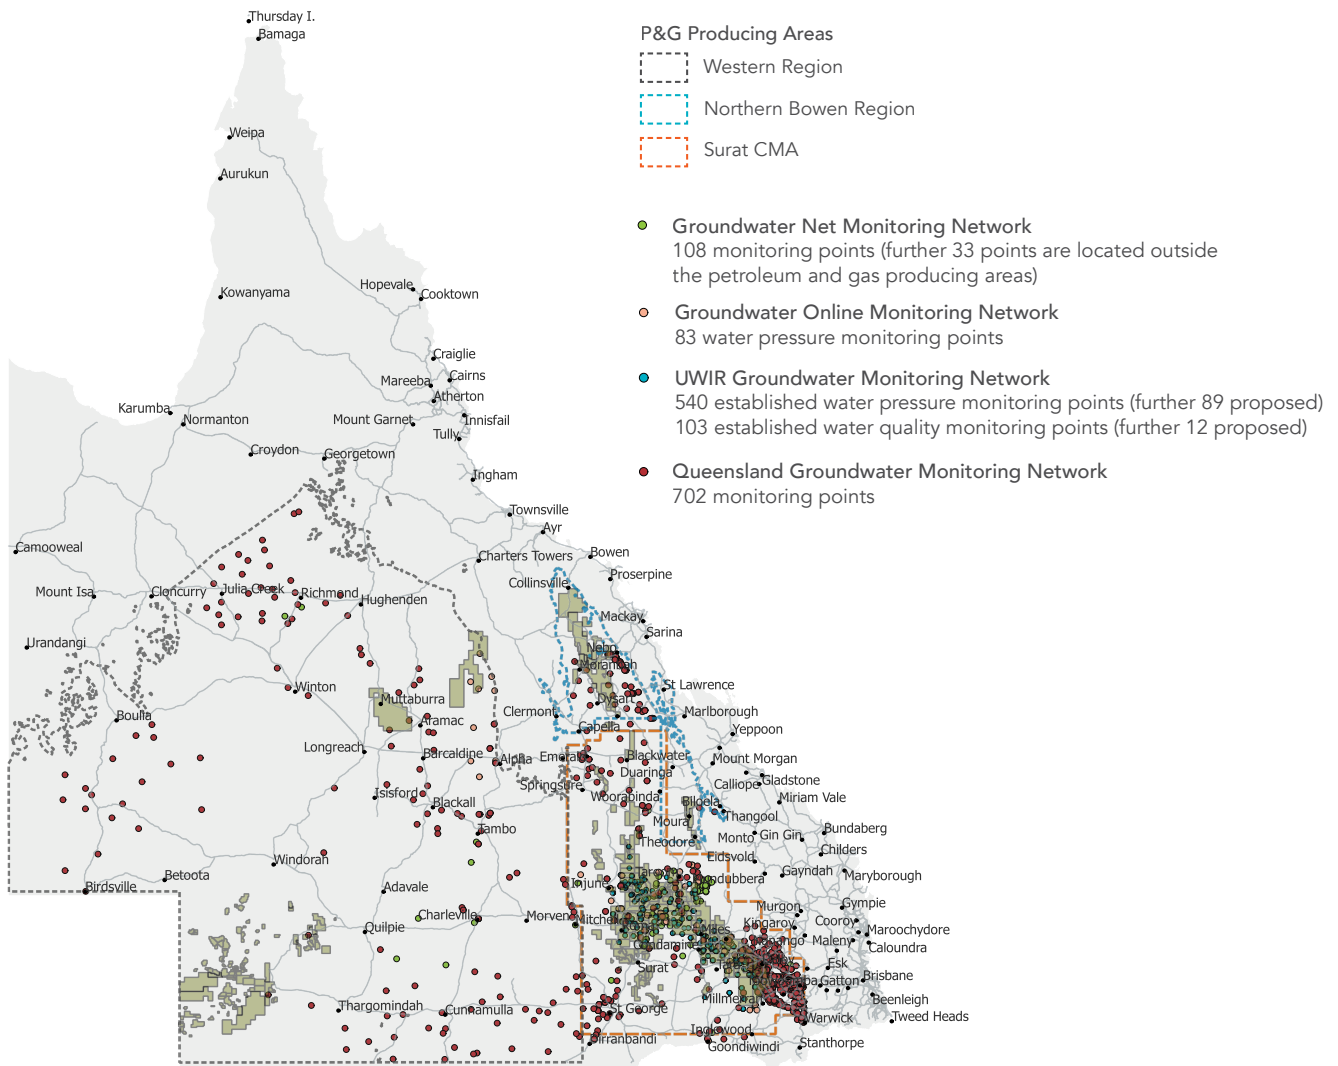 Thursday I.
Bamaga
Weipa
Aurukun
Kowanyama
Hopevale
Cooktown
Craiglie
Mareeba
Cairns
Atherton
Karumba
Normanton
Mount Garnet
Innisfail
Tully
Croydon
Georgetown
Ingham
Townsville
Ayr
Camooweal
Charters Towers
Bowen
Proserpine
Collinsville
Mount Isa
Cloncurry
Julia Creek
Richmond
Hughenden
Mackay
Sarina
Urandangi
Nebo
Moranbah
Winton
Muttaburra
St Lawrence
Dysart
Boulia
Aramac
Clermont
Marlborough
Capella
Yeppoon
Longreach
Barcaldine
Alpha
Emerald
Blackwater
Mount Morgan
Duaringa
Calliope
Gladstone
Springsure
Isisford
Blackall
Woorabinda
Biloela
Miriam Vale
Thangool
Moura
Tambo
Theodore
Monto
Gin Gin
Bundaberg
Windorah
Eidsvold
Childers
Betoota
Birdsville
Adavale
Injune
Gayndah
Maryborough
Charleville
Morven
Mitchell
Murgon
Gympie
Quilpie
Kingaroy
Cooroy
Maroochydore
Condamine
Miles
Maleny
Caloundra
Surat
Esk
Gatton
Brisbane
Thargomindah
Cunnamulla
St George
Millmerran
Beenleigh
Warwick
Tweed Heads
Dirranbandi
Inglewood
Goondiwindi
Stanthorpe
P&G Producing Areas
Western Region
Northern Bowen Region
Surat CMA
Groundwater Net Monitoring Network
108 monitoring points (further 33 points are located outside
the petroleum and gas producing areas)
Groundwater Online Monitoring Network
83 water pressure monitoring points
UWIR Groundwater Monitoring Network
540 established water pressure monitoring points (further 89 proposed)
103 established water quality monitoring points (further 12 proposed)
Queensland Groundwater Monitoring Network
702 monitoring points